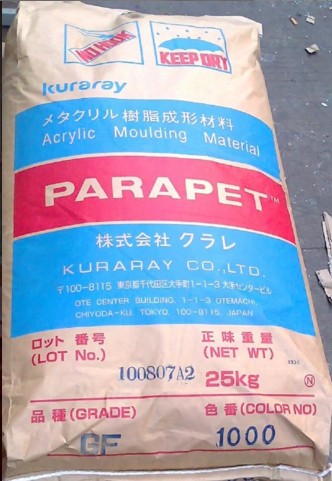 NO HOOK
KEEP DRY
kuraray
メタクリル樹脂成形材料
Acrylic Moulding Material
PARAPET™
株式会社 クラレ
KURARAY CO.,LTD.
〒100-8115 東京都千代田区大手町1-1-3 大手センタービル
OTE CENTER BUILDING, 1-1-3 OTEMACHI,
CHIYODA-KU, TOKYO, 100-8115, JAPAN
ロット 番号 正味重量
(LOT No.) (NET WT)
100807A2 25kg N
品種(GRADE) 色番(COLOR NO)
GF 1000